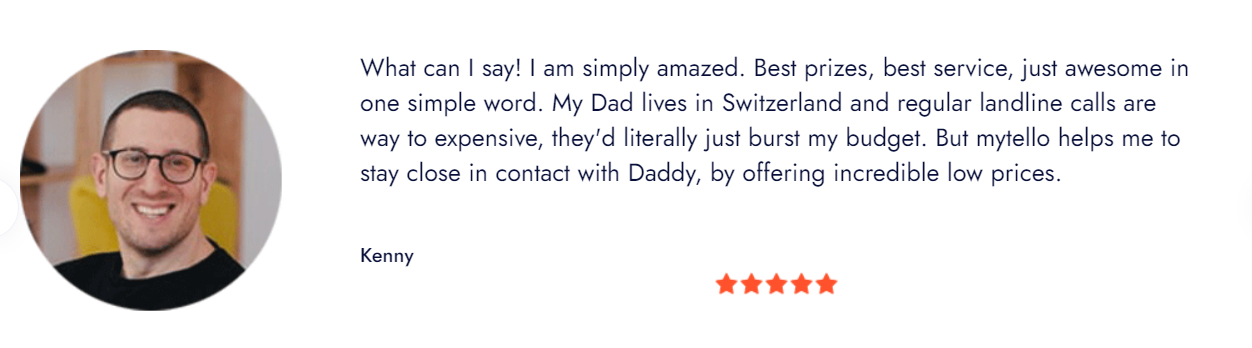 What can I say! I am simply amazed. Best prizes, best service, just awesome in
one simple word. My Dad lives in Switzerland and regular landline calls are
way to expensive, they'd literally just burst my budget. But mytello helps me to
stay close in contact with Daddy, by offering incredible low prices.
Kenny